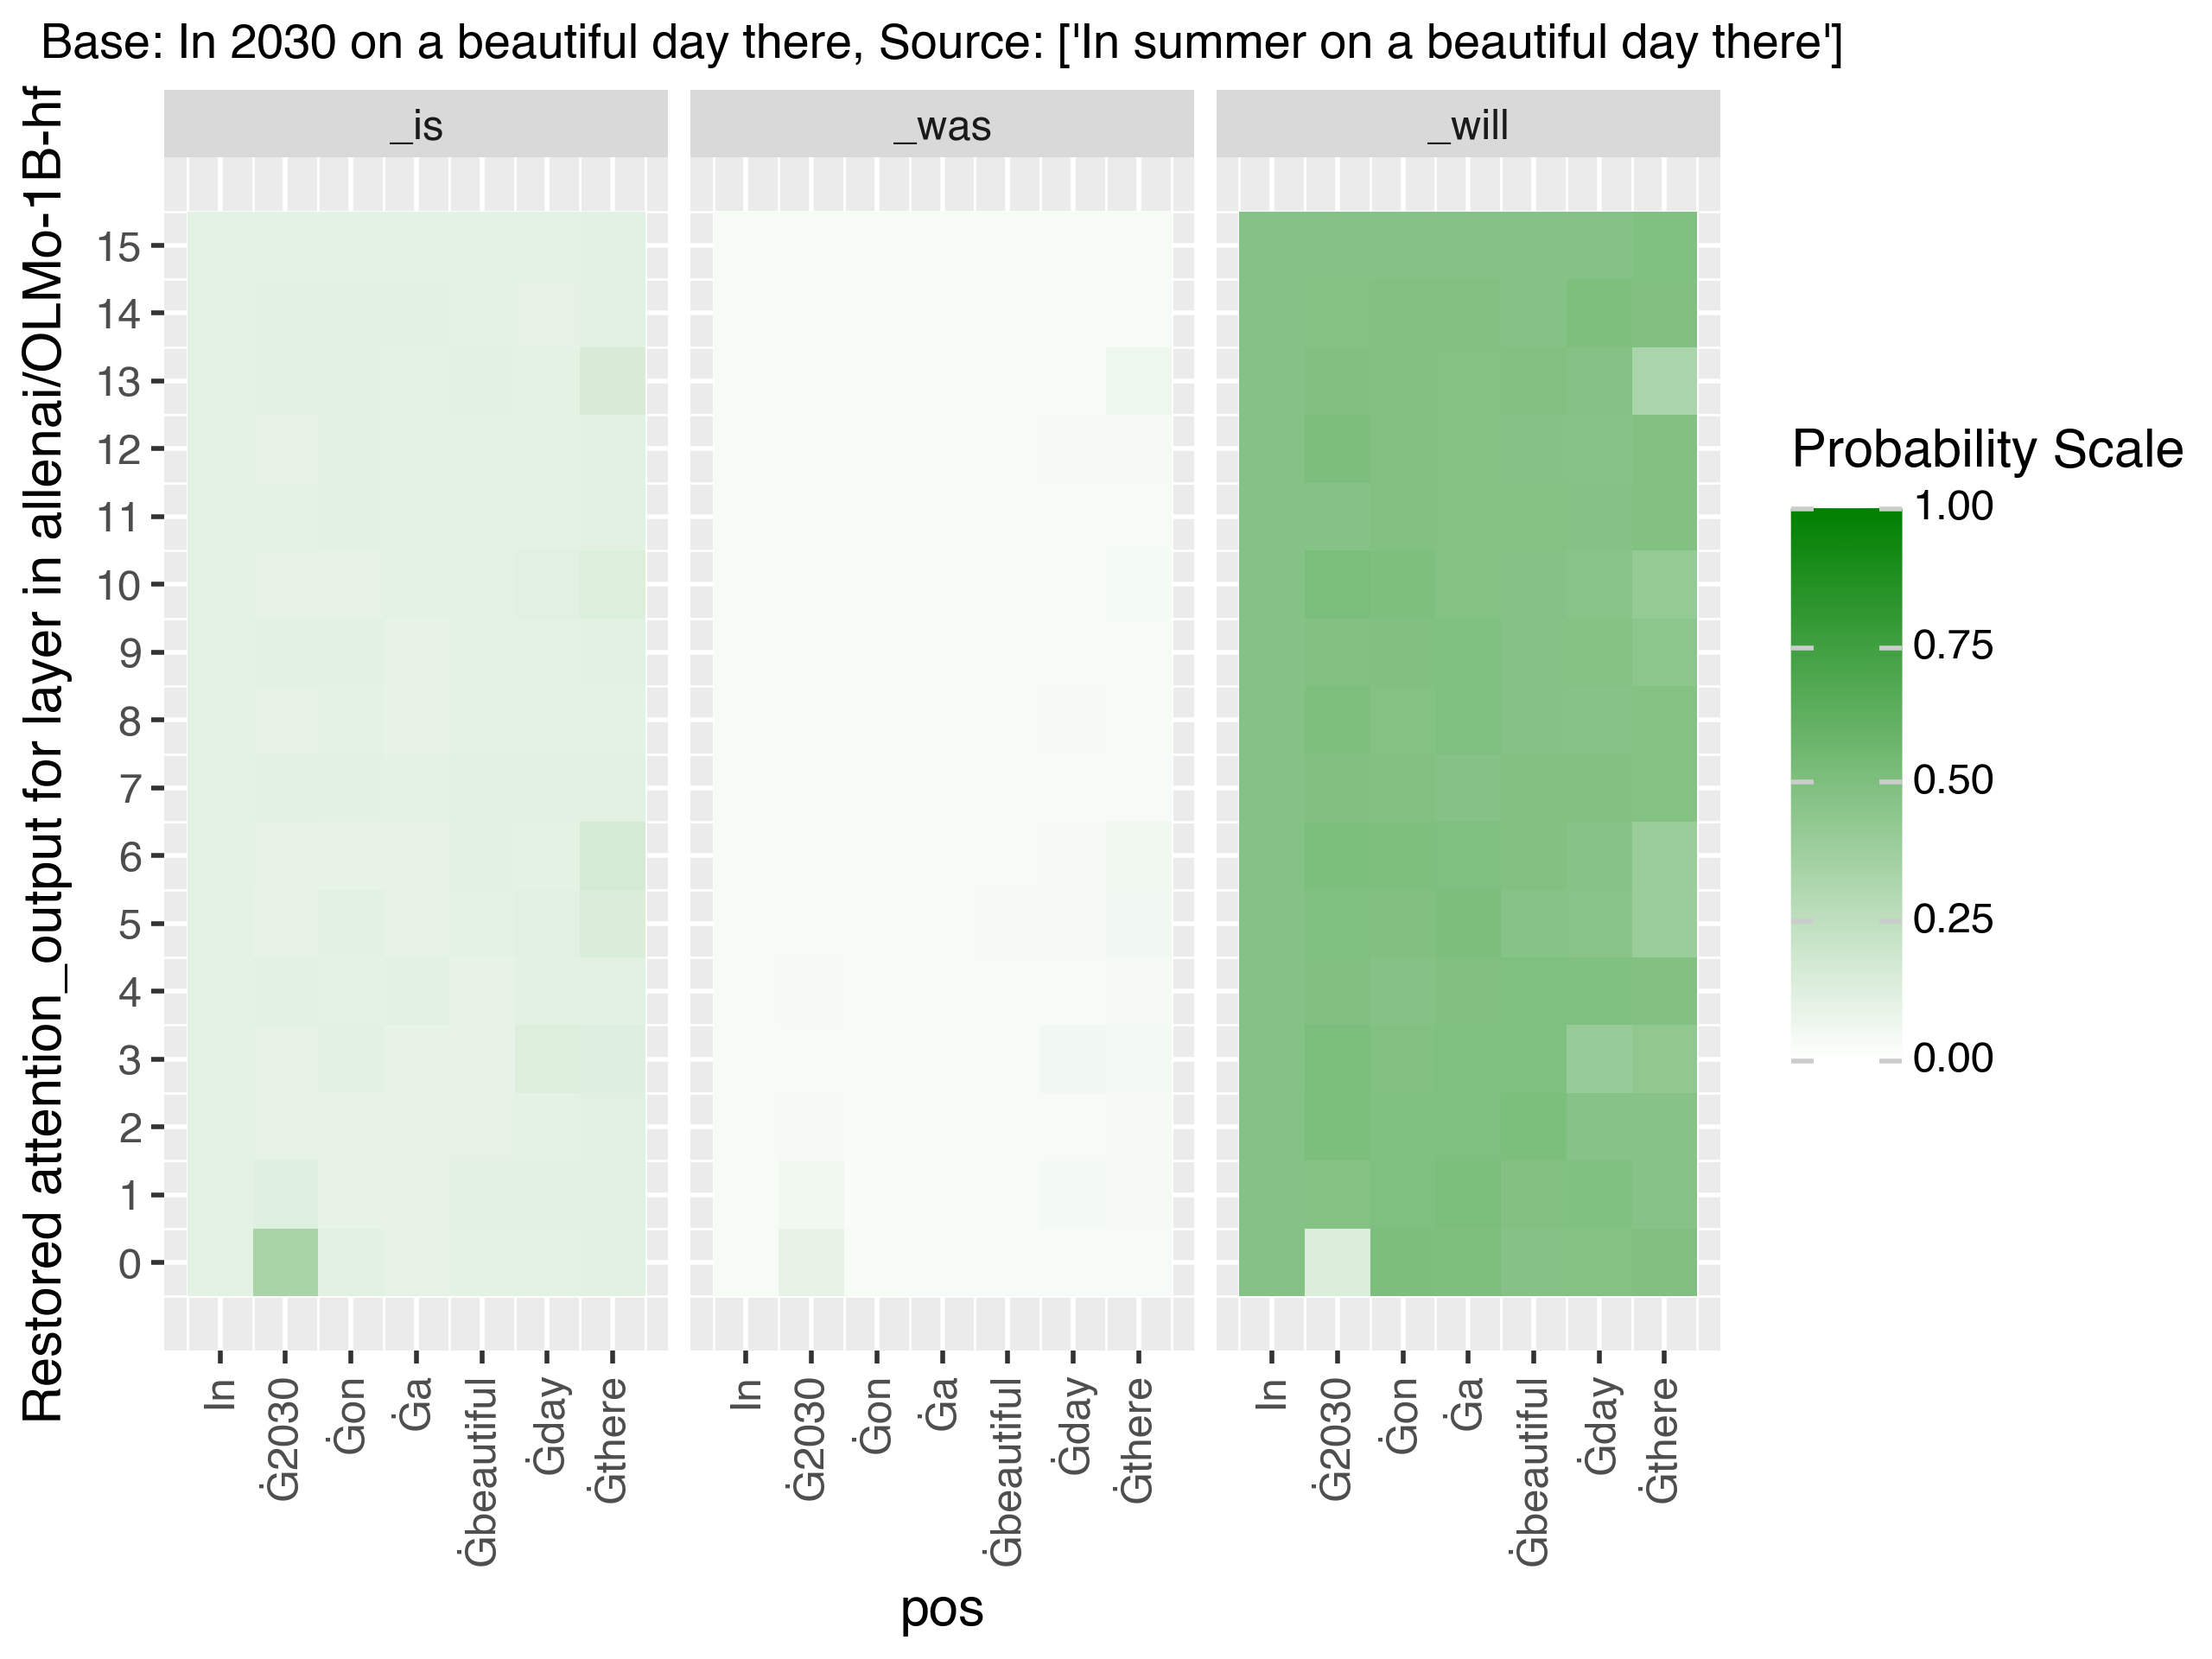 Base: In 2030 on a beautiful day there, Source: ['In summer on a beautiful day there']
Restored attention_output for layer in allenai/OLMo-1B-hf
_is
_was
_will
15
14
13
12
11
10
9
8
7
6
5
4
3
2
1
0
In
Ġ2030
Ġon
Ġa
Ġbeautiful
Ġday
Ġthere
In
Ġ2030
Ġon
Ġa
Ġbeautiful
Ġday
Ġthere
In
Ġ2030
Ġon
Ġa
Ġbeautiful
Ġday
Ġthere
pos
Probability Scale
1.00
0.75
0.50
0.25
0.00